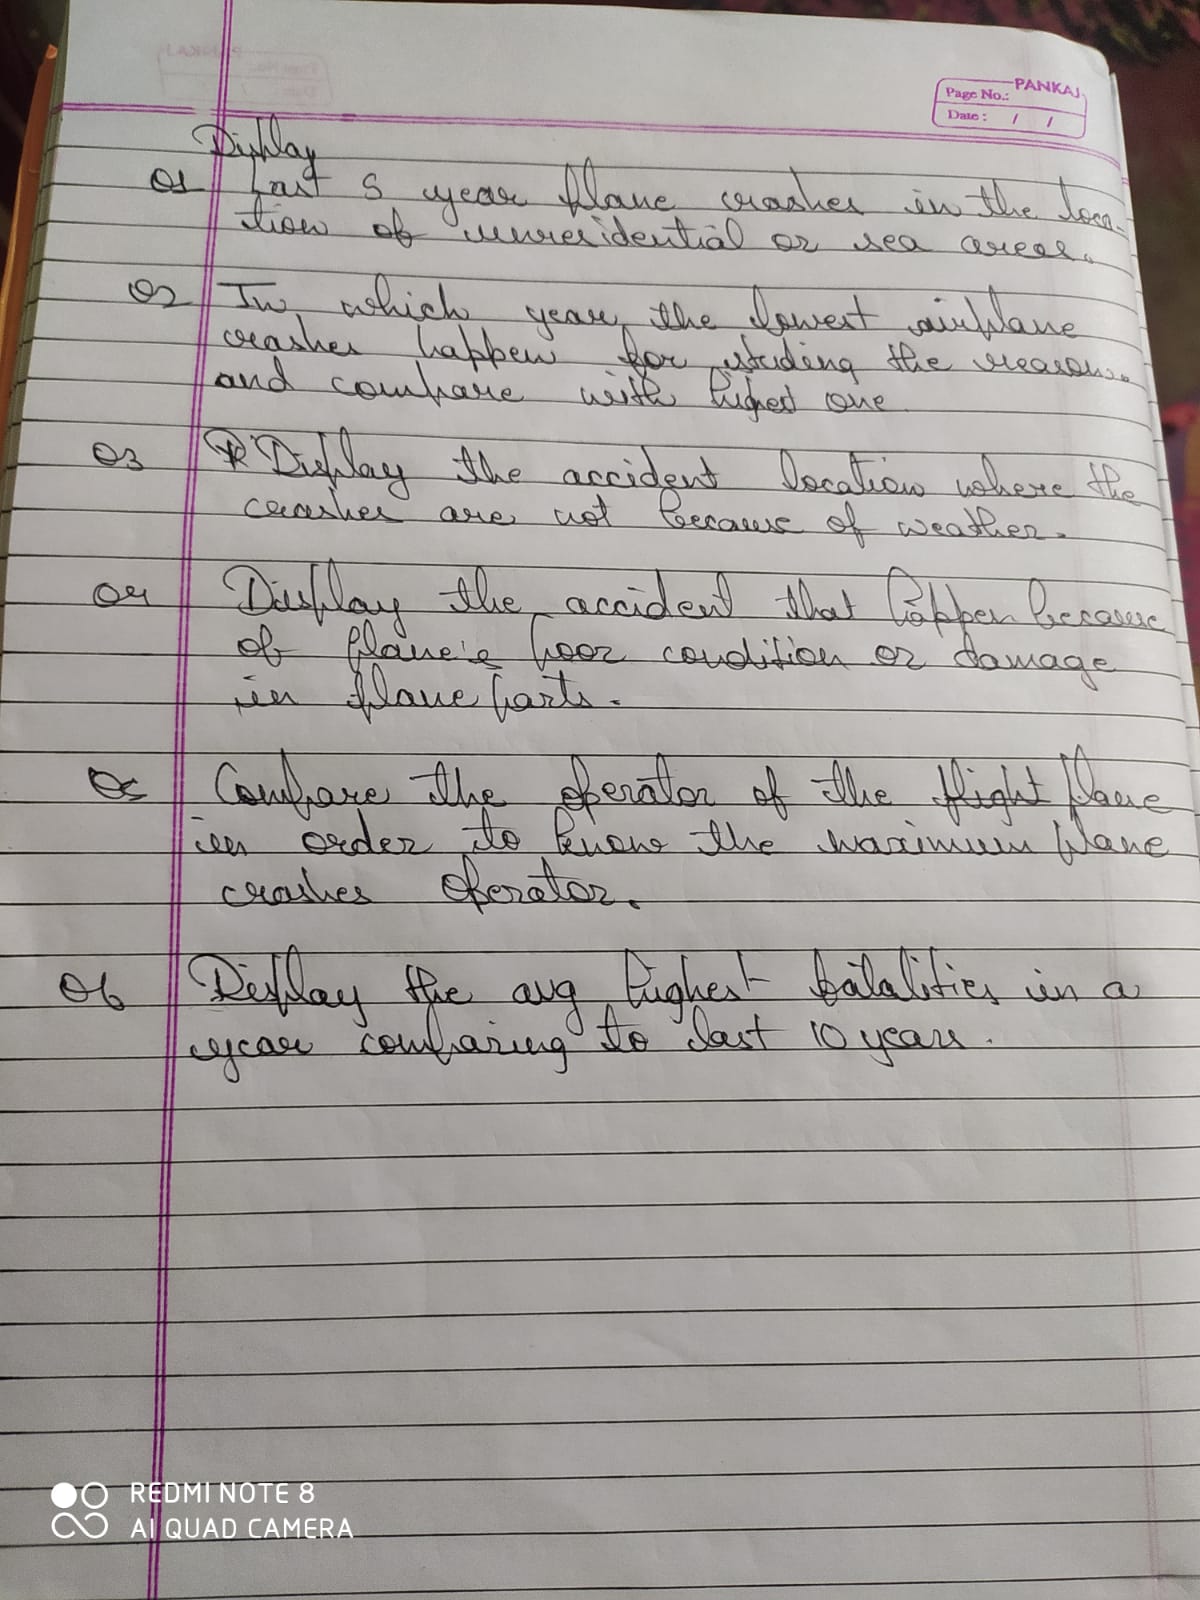 PANKAJ
Page No.:
Date : / /
Display
Q1 Last 5 year plane crashes in the loca-
tion of unresidential or sea areas.
Q2 In which year, the lowest airplane
crashes happen for studing the reason.
and compare with highest one
Q3 Display the accident location where the
crashes are not because of weather.
Q4 Display the accident that happen because
of plane's poor condition or damage
in plane parts.
Q5 Compare the operator of the flight plane
in order to know the maximum plane
crashes operator.
Q6 Display the avg highest fatalities in a
year comparing to last 10 years.
REDMI NOTE 8
AI QUAD CAMERA